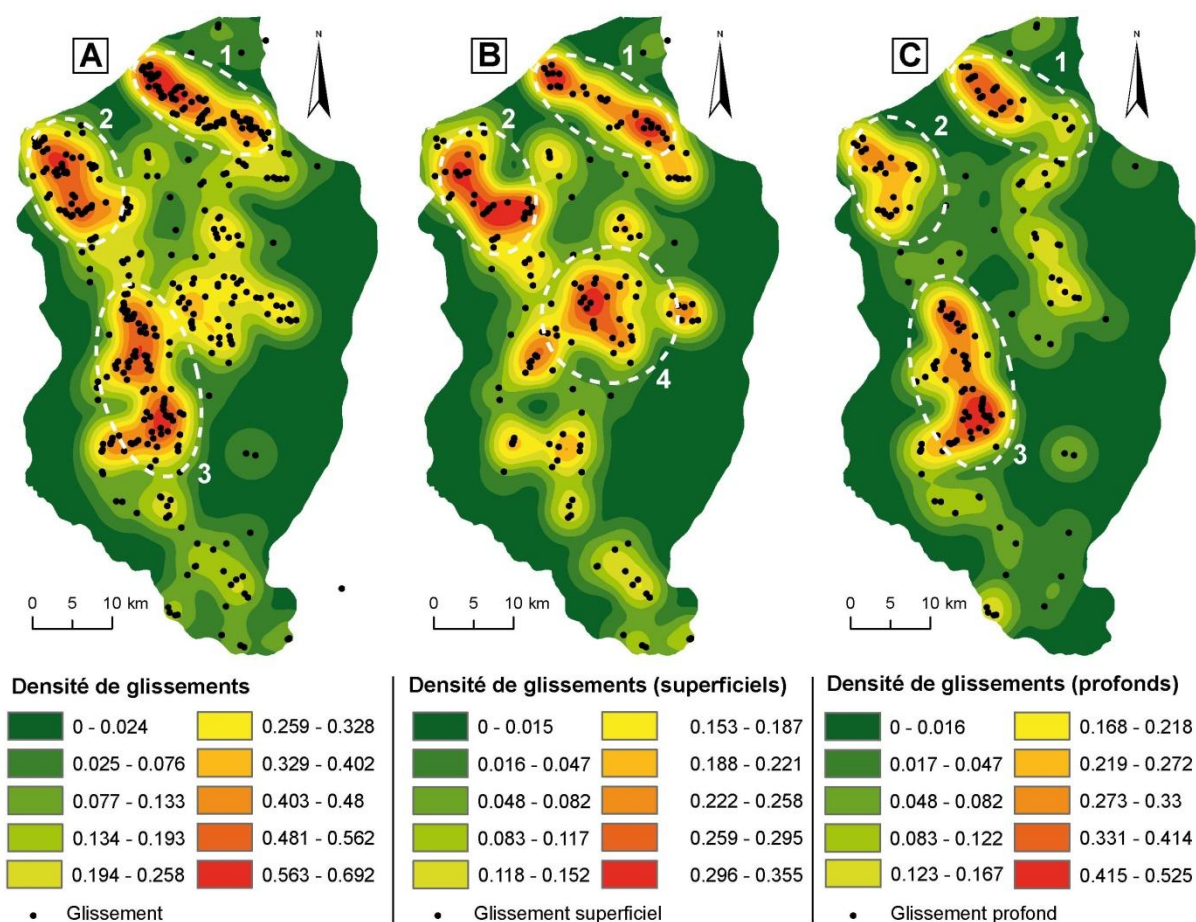 A
1
N
2
3
0 5 10 km
B
1
N
2
4
0 5 10 km
C
1
N
2
3
0 5 10 km
Densité de glissements
0 - 0.024
0.025 - 0.076
0.077 - 0.133
0.134 - 0.193
0.194 - 0.258
0.259 - 0.328
0.329 - 0.402
0.403 - 0.48
0.481 - 0.562
0.563 - 0.692
Glissement
Densité de glissements (superficiels)
0 - 0.015
0.016 - 0.047
0.048 - 0.082
0.083 - 0.117
0.118 - 0.152
0.153 - 0.187
0.188 - 0.221
0.222 - 0.258
0.259 - 0.295
0.296 - 0.355
Glissement superficiel
Densité de glissements (profonds)
0 - 0.016
0.017 - 0.047
0.048 - 0.082
0.083 - 0.122
0.123 - 0.167
0.168 - 0.218
0.219 - 0.272
0.273 - 0.33
0.331 - 0.414
0.415 - 0.525
Glissement profond